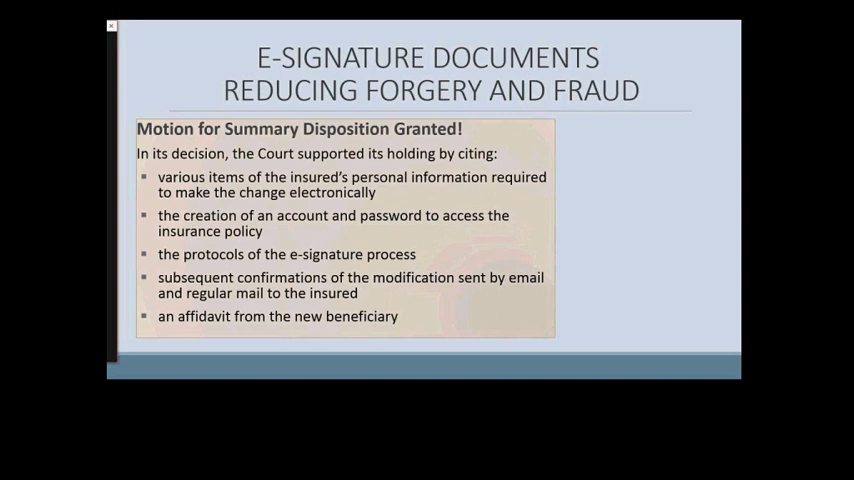 E-SIGNATURE DOCUMENTS
REDUCING FORGERY AND FRAUD
Motion for Summary Disposition Granted!
In its decision, the Court supported its holding by citing:
▪ various items of the insured's personal information required
to make the change electronically
▪ the creation of an account and password to access the
insurance policy
▪ the protocols of the e-signature process
▪ subsequent confirmations of the modification sent by email
and regular mail to the insured
▪ an affidavit from the new beneficiary